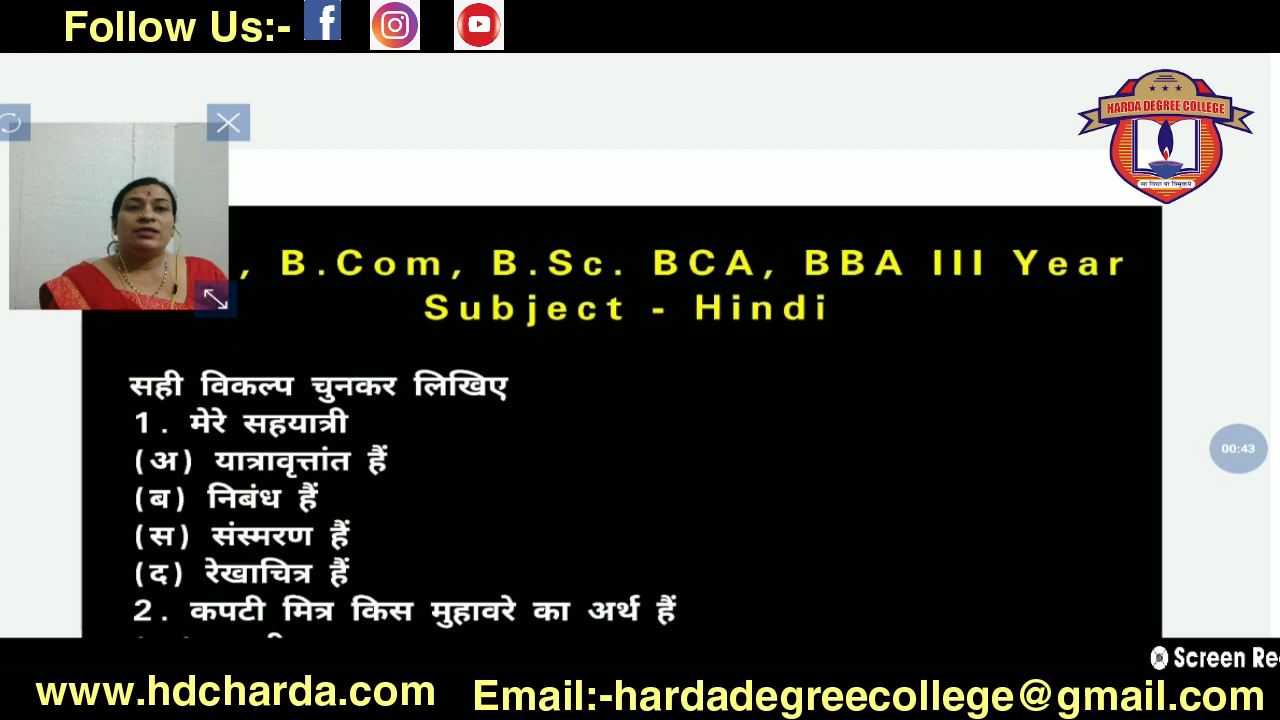 Follow Us:-
HARDA DEGREE COLLEGE
सा विद्या या विमुक्तये
, B.Com, B.Sc. BCA, BBA III Year
Subject - Hindi
सही विकल्प चुनकर लिखिए
1. मेरे सहयात्री
(अ) यात्रावृत्तांत हैं
(ब) निबंध हैं
(स) संस्मरण हैं
(द) रेखाचित्र हैं
2. कपटी मित्र किस मुहावरे का अर्थ हैं
00:43
Screen Re
www.hdcharda.com
Email:-hardadegreecollege@gmail.com